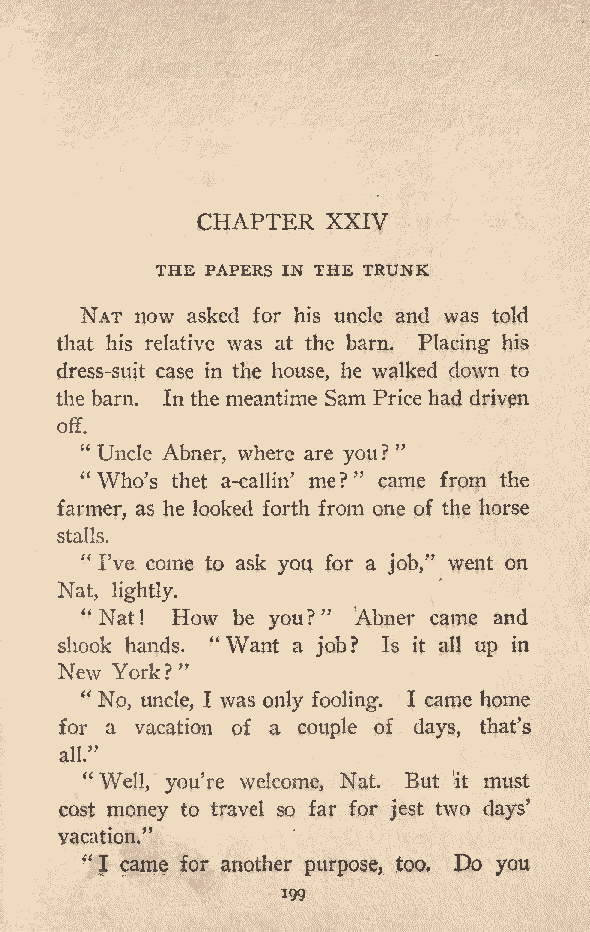 CHAPTER XXIV
THE PAPERS IN THE TRUNK
NAT now asked for his uncle and was told
that his relative was at the barn. Placing his
dress-suit case in the house, he walked down to
the barn. In the meantime Sam Price had driven
off.
“Uncle Abner, where are you?”
“Who's thet a-callin' me?” came from the
farmer, as he looked forth from one of the horse
stalls.
“I've come to ask you for a job,” went on
Nat, lightly.
“Nat! How be you?” Abner came and
shook hands. “Want a job? Is it all up in
New York?”
“No, uncle, I was only fooling. I came home
for a vacation of a couple of days, that's
all.”
“Well, you're welcome, Nat. But it must
cost money to travel so far for jest two days'
vacation.”
“I came for another purpose, too. Do you
199